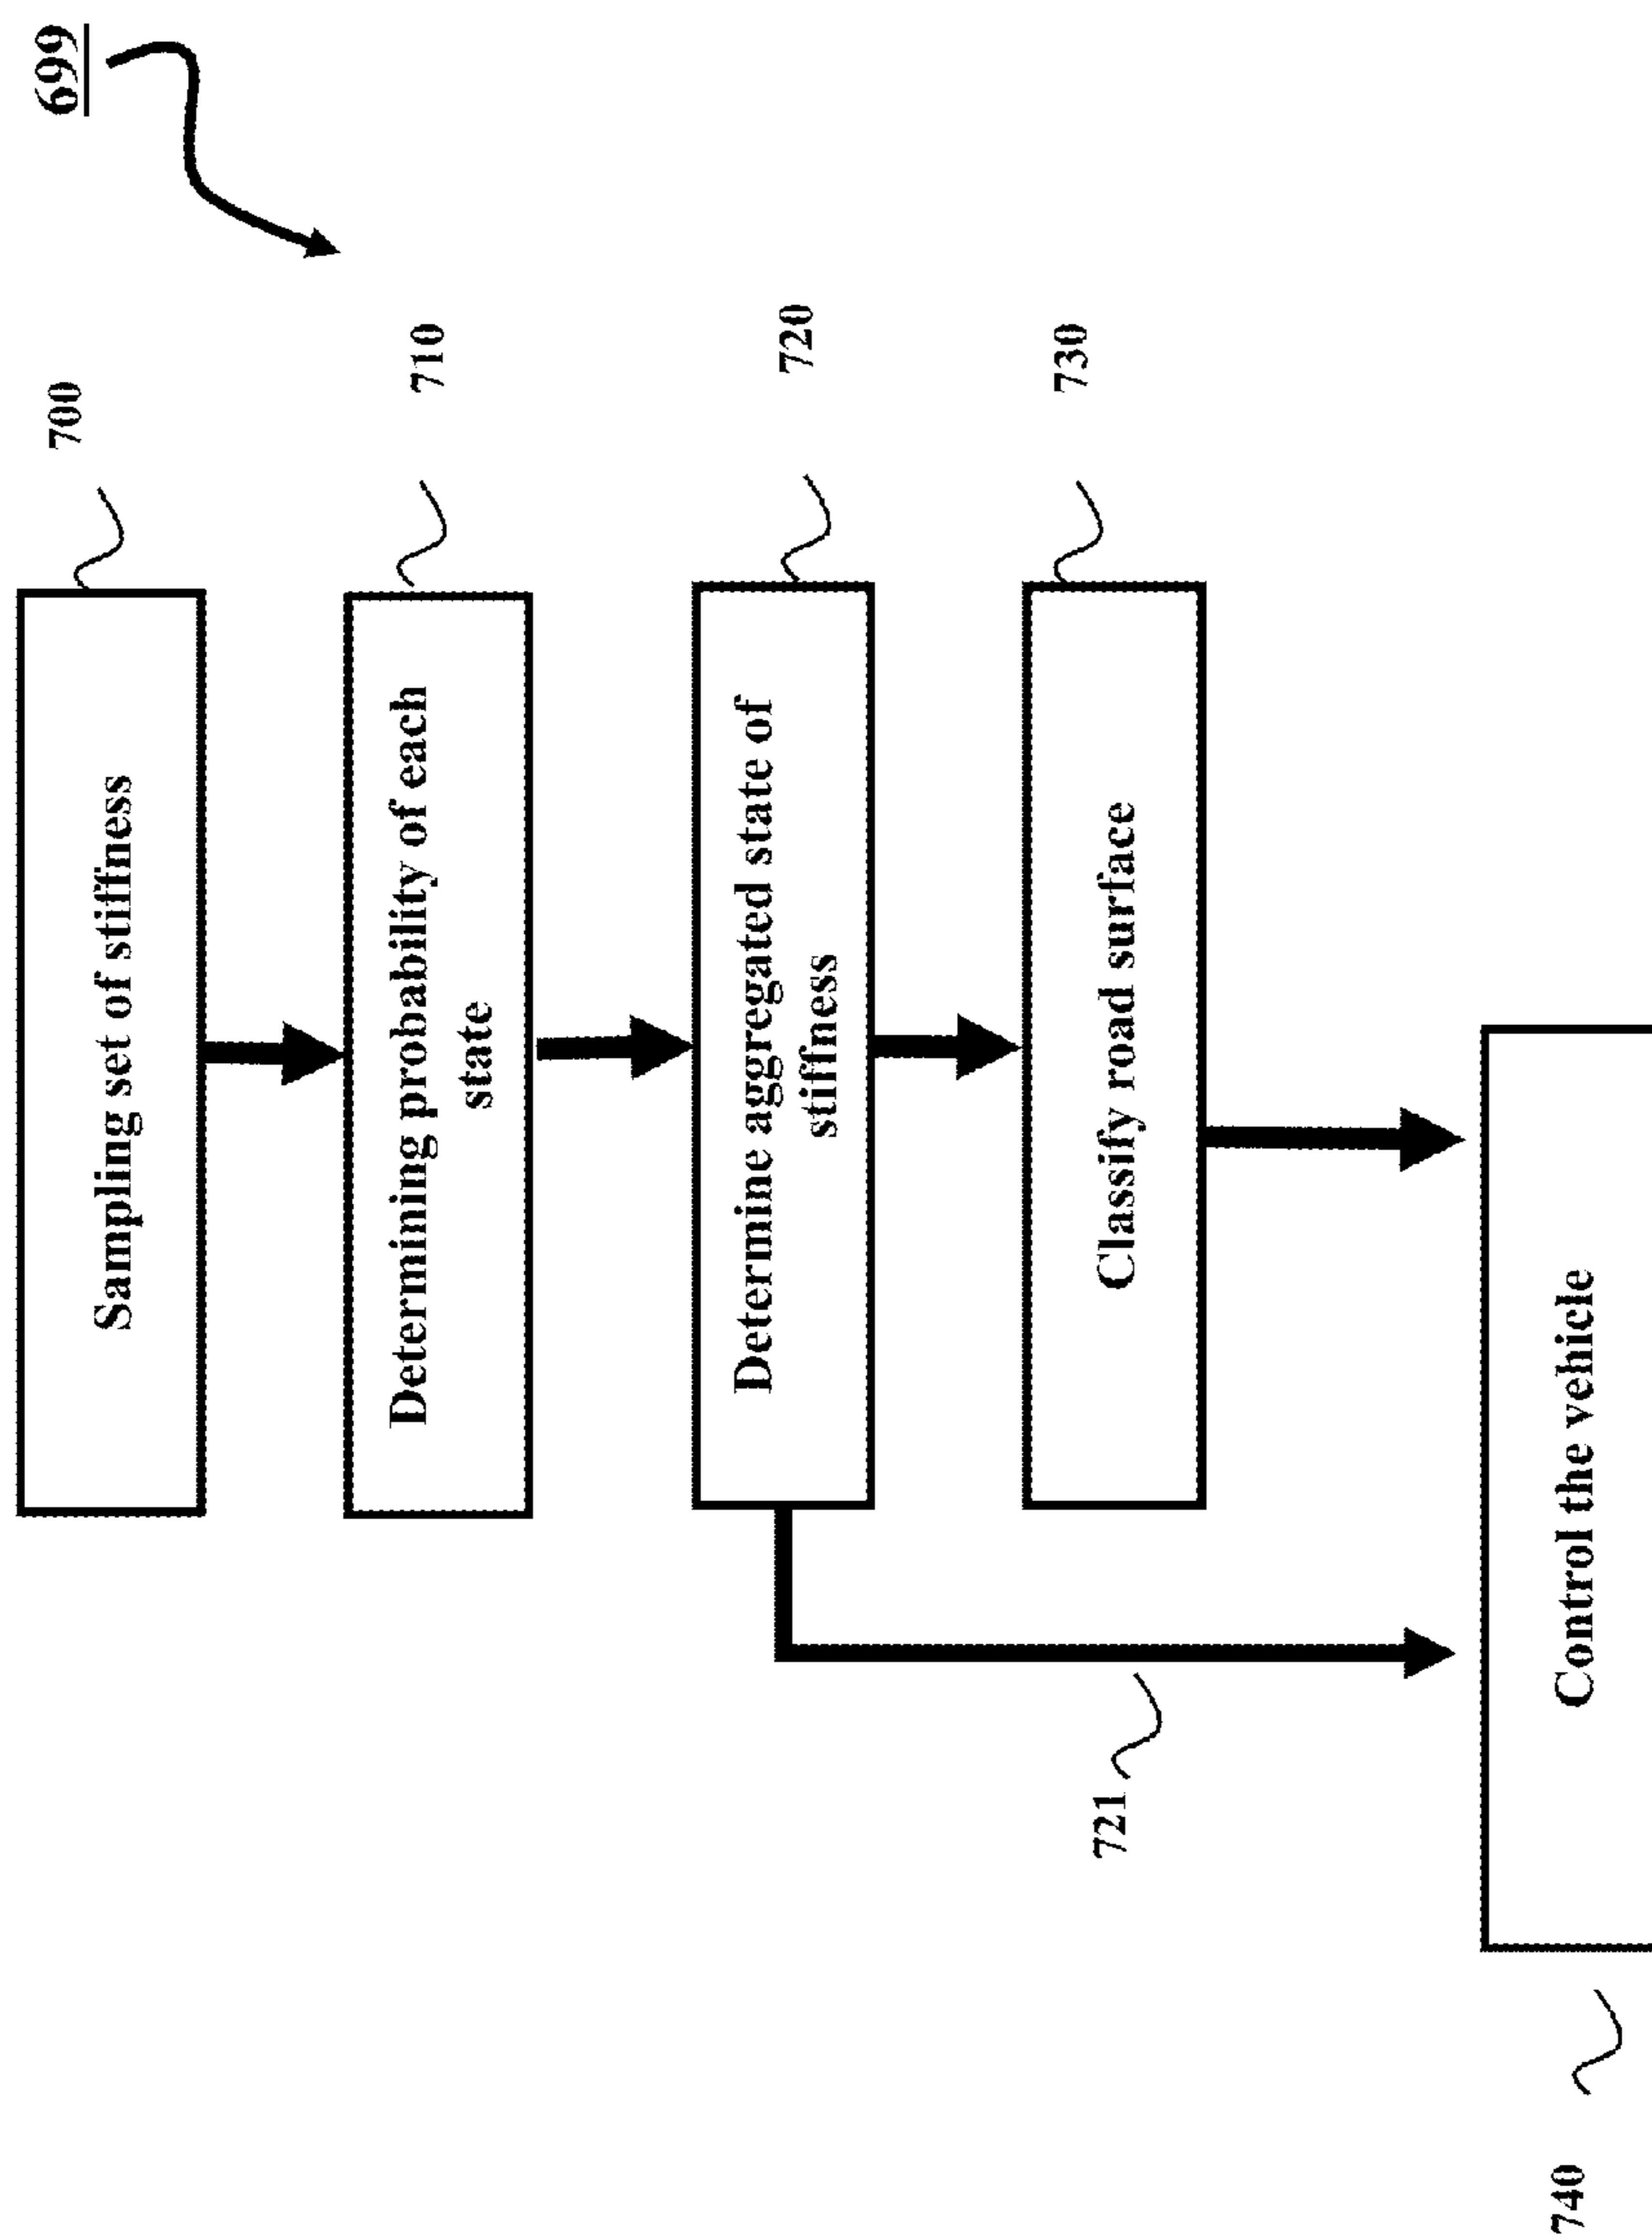 699
700
Sampling set of stiffness
710
Determining probability of each
state
720
Determine aggregated state of
stiffness
730
Classify road surface
721
Control the vehicle
740